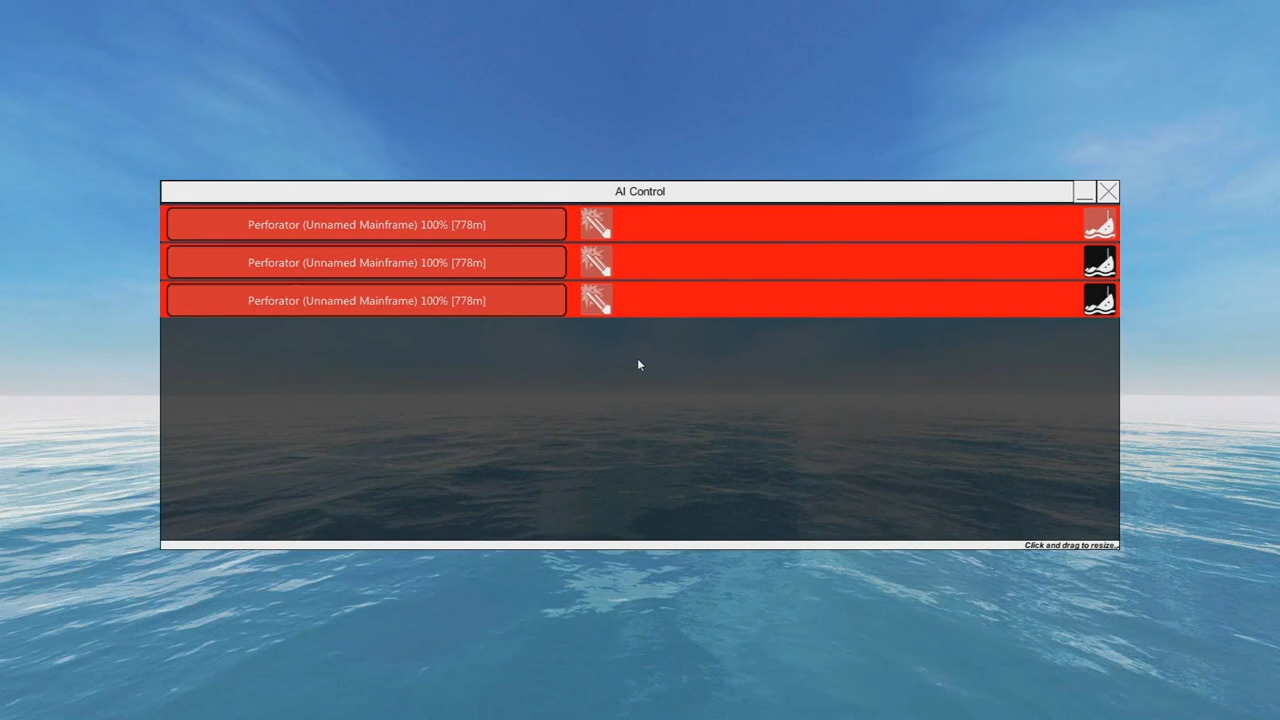 AI Control
Perforator (Unnamed Mainframe) 100% [778m]
Perforator (Unnamed Mainframe) 100% [778m]
Perforator (Unnamed Mainframe) 100% [778m]
Click and drag to resize..